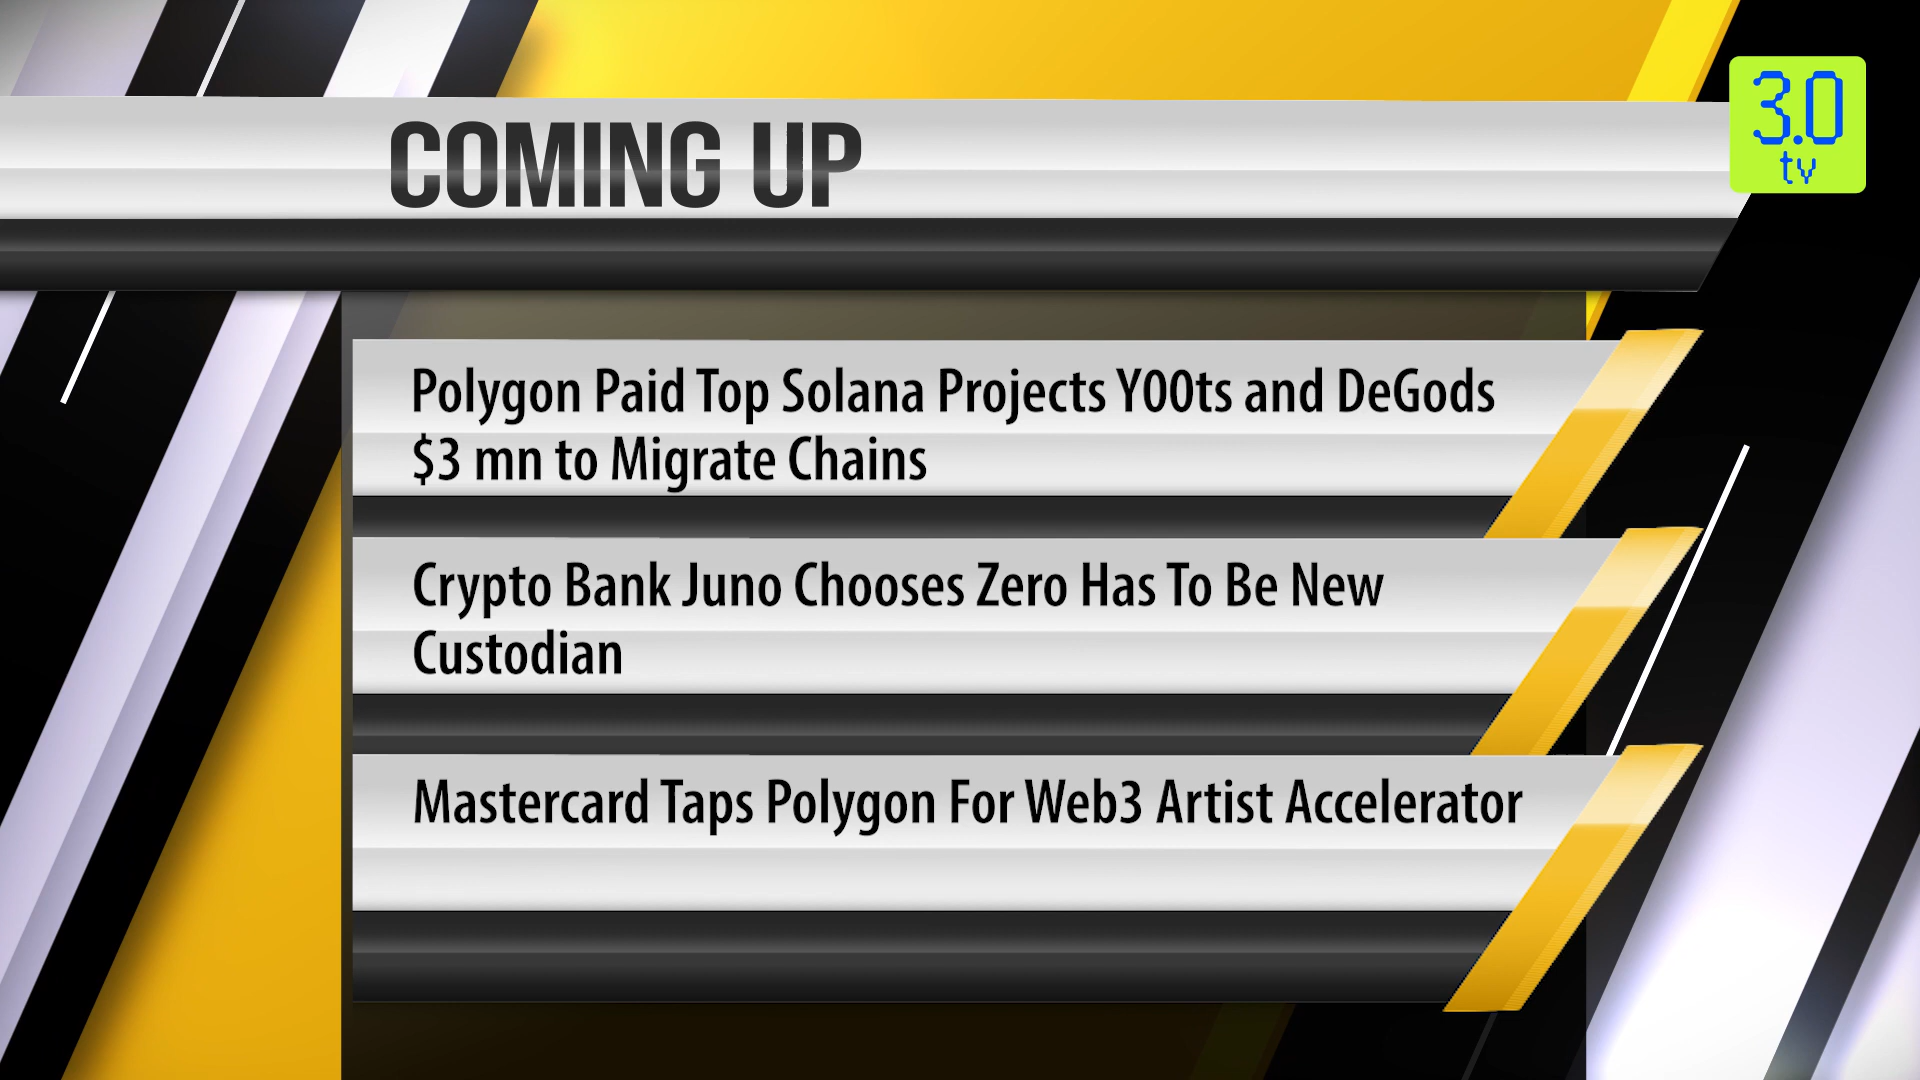 COMING UP
3.0
tv
Polygon Paid Top Solana Projects Y00ts and DeGods
$3 mn to Migrate Chains
Crypto Bank Juno Chooses Zero Has To Be New
Custodian
Mastercard Taps Polygon For Web3 Artist Accelerator